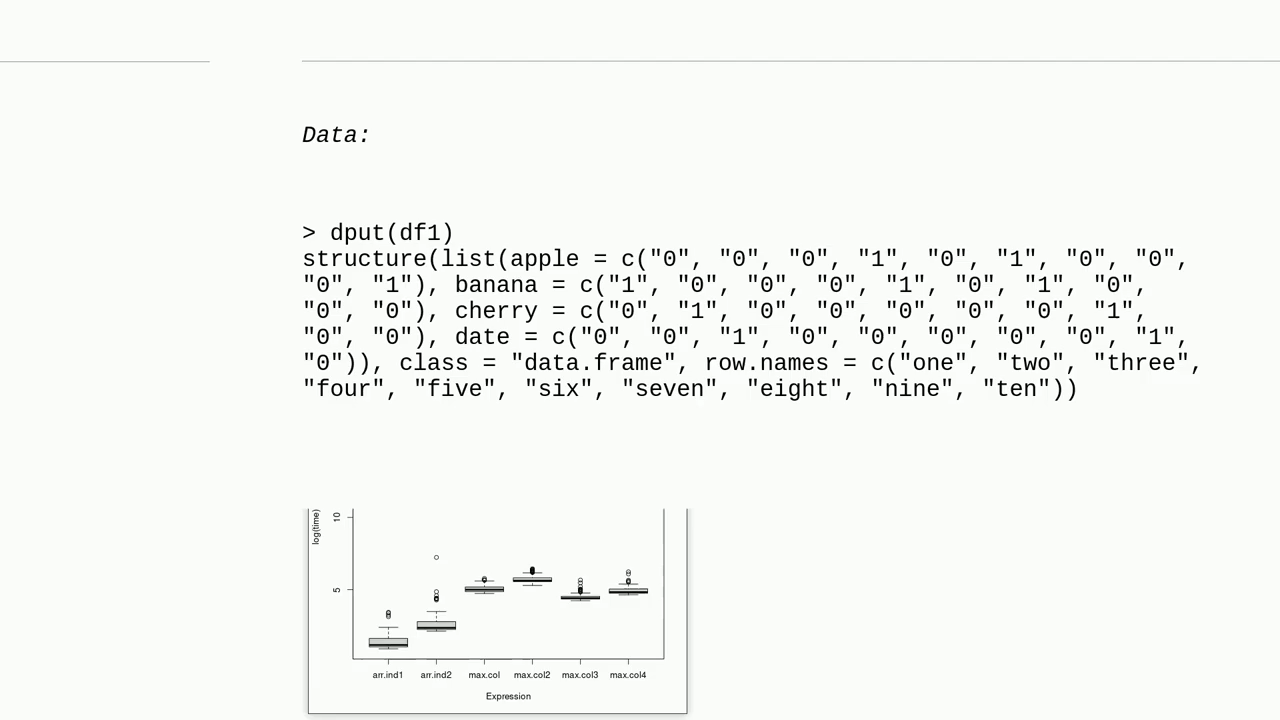 Data:
> dput(df1)
structure(list(apple = c("0", "0", "0", "1", "0", "1", "0", "0",
"0", "1"), banana = c("1", "0", "0", "0", "1", "0", "1", "0",
"0", "0"), cherry = c("0", "1", "0", "0", "0", "0", "0", "1",
"0", "0"), date = c("0", "0", "1", "0", "0", "0", "0", "0", "1",
"0")), class = "data.frame", row.names = c("one", "two", "three",
"four", "five", "six", "seven", "eight", "nine", "ten"))
log(time)
10
5
arr.ind1 arr.ind2 max.col max.col2 max.col3 max.col4
Expression